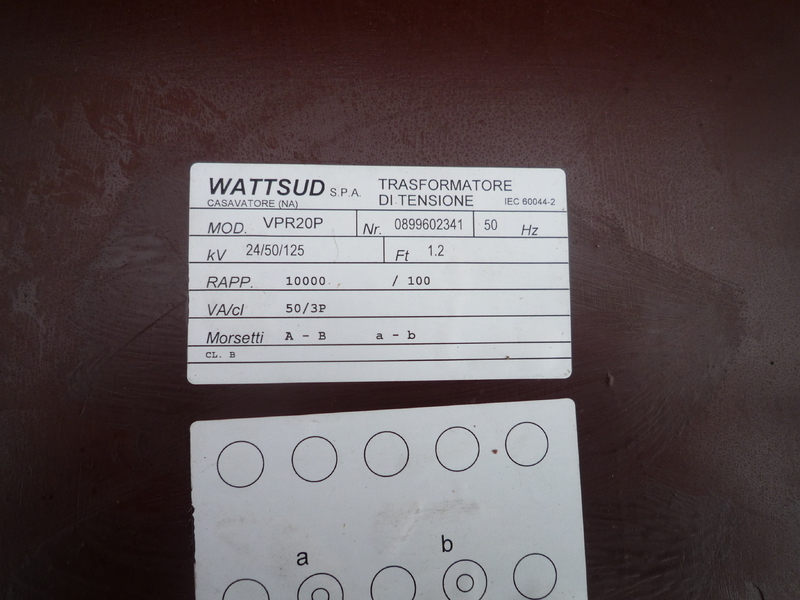 WATTSUD S.P.A. TRASFORMATORE
CASAVATORE (NA) DI TENSIONE IEC 60044-2
MOD. VPR20P Nr. 0899602341 50 Hz
kV 24/50/125 Ft 1.2
RAPP. 10000 / 100
VA/cl 50/3P
Morsetti A - B a - b
CL. B
a b